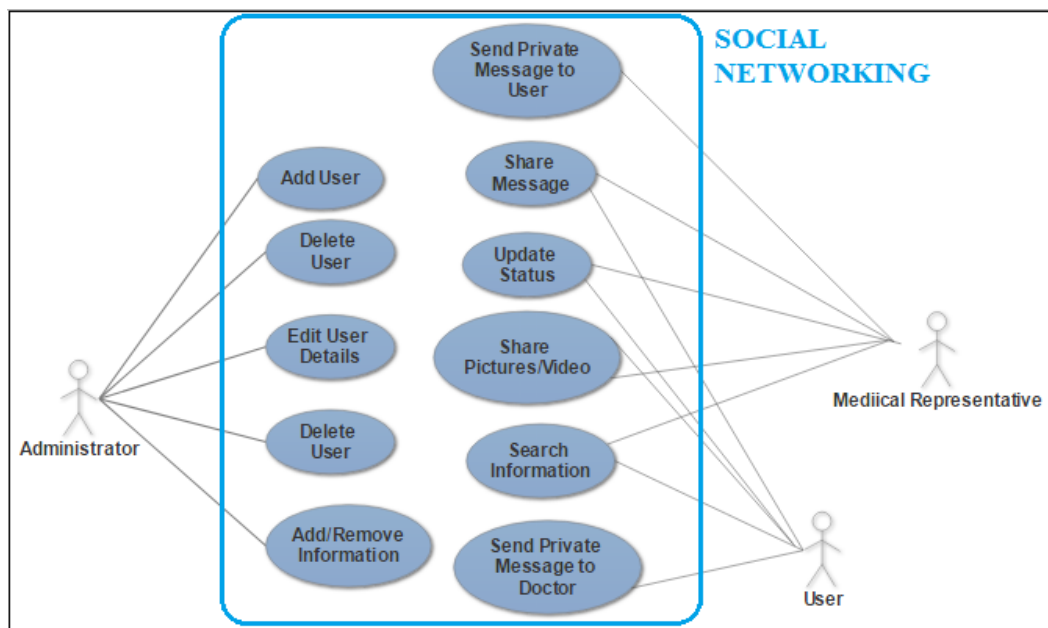 SOCIAL
NETWORKING
Send Private
Message to
User
Add User
Share
Message
Delete
User
Update
Status
Edit User
Details
Share
Pictures/Video
Mediical Representative
Administrator
Delete
User
Search
Information
Add/Remove
Information
Send Private
Message to
Doctor
User